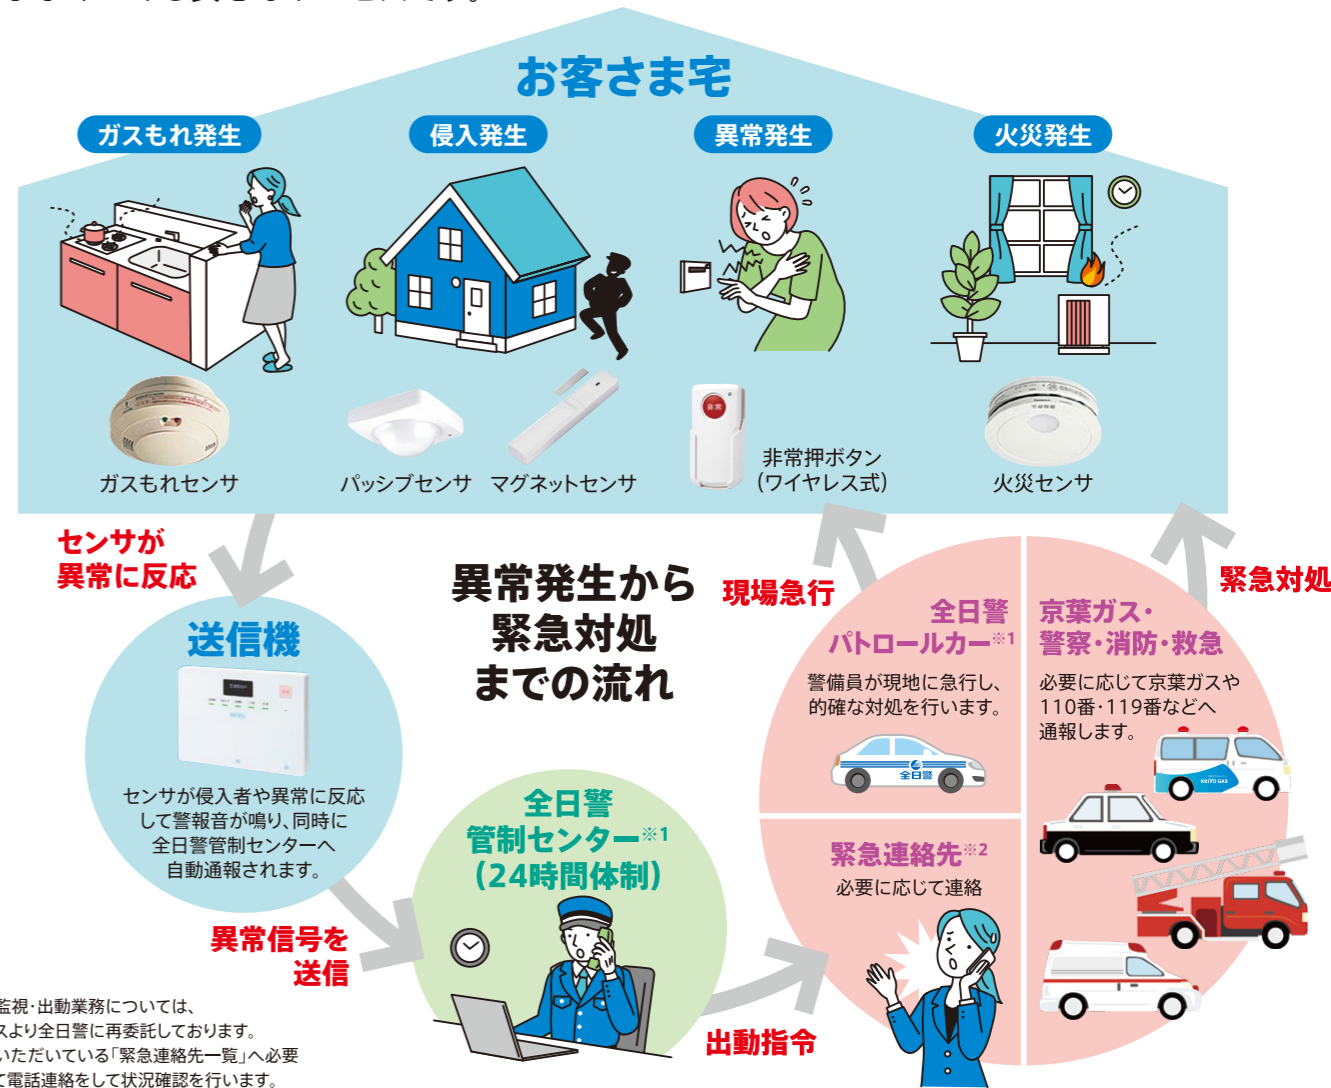 お客さま宅
ガスもれ発生
侵入発生
異常発生
火災発生
非常
ガスもれセンサ
パッシブセンサ
マグネットセンサ
非常押ボタン
(ワイヤレス式)
火災センサ
センサが
異常に反応
異常発生から
緊急対処
までの流れ
現場急行
緊急対処
送信機
センサが侵入者や異常に反応
して警報音が鳴り、同時に
全日警管制センターへ
自動通報されます。
異常信号を
送信
全日警
管制センター※1
(24時間体制)
出動指令
全日警
パトロールカー※1
警備員が現地に急行し、
的確な対処を行います。
全日警
京葉ガス・
警察・消防・救急
必要に応じて京葉ガスや
110番・119番などへ
通報します。
KEIYO GAS
緊急連絡先※2
必要に応じて連絡
監視・出動業務については、
スより全日警に再委託しております。
いただいている「緊急連絡先一覧」へ必要
て電話連絡をして状況確認を行います。